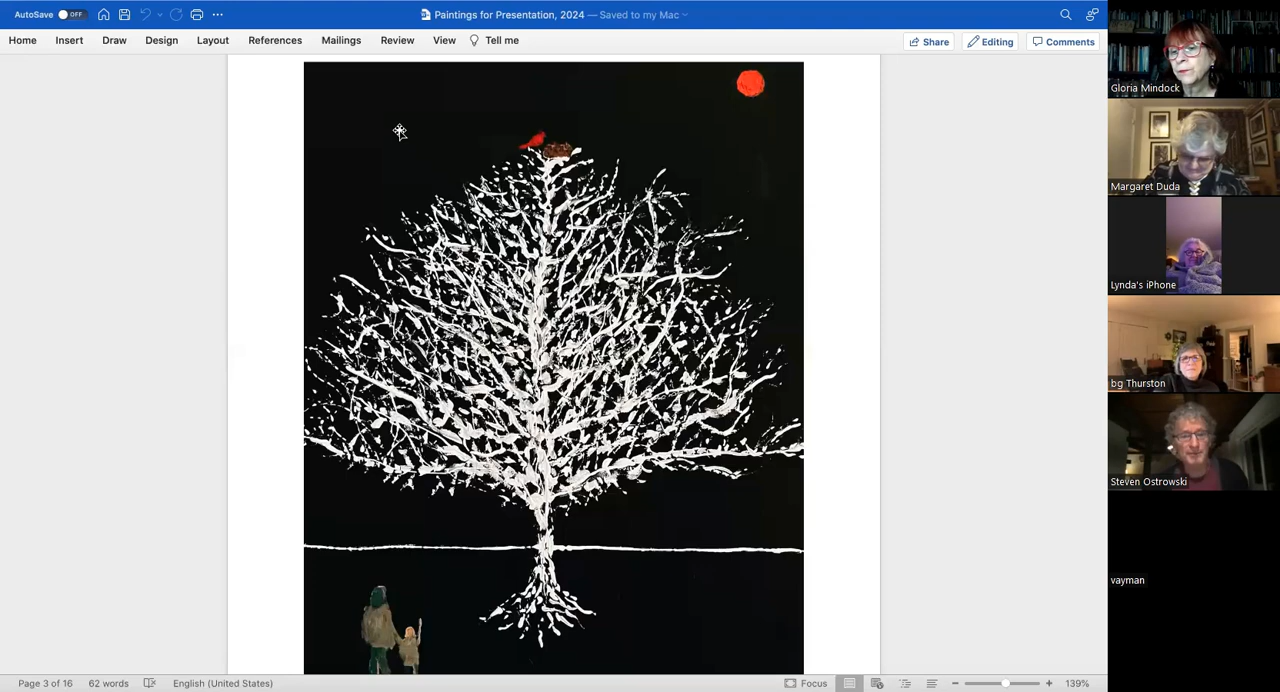 AutoSave OFF
Paintings for Presentation, 2024 — Saved to my Mac
Home Insert Draw Design Layout References Mailings Review View Tell me
Share Editing Comments
Gloria Mindock
Margaret Duda
Lynda's iPhone
bg Thurston
Steven Ostrowski
vayman
Page 3 of 16 62 words English (United States) Focus 139%